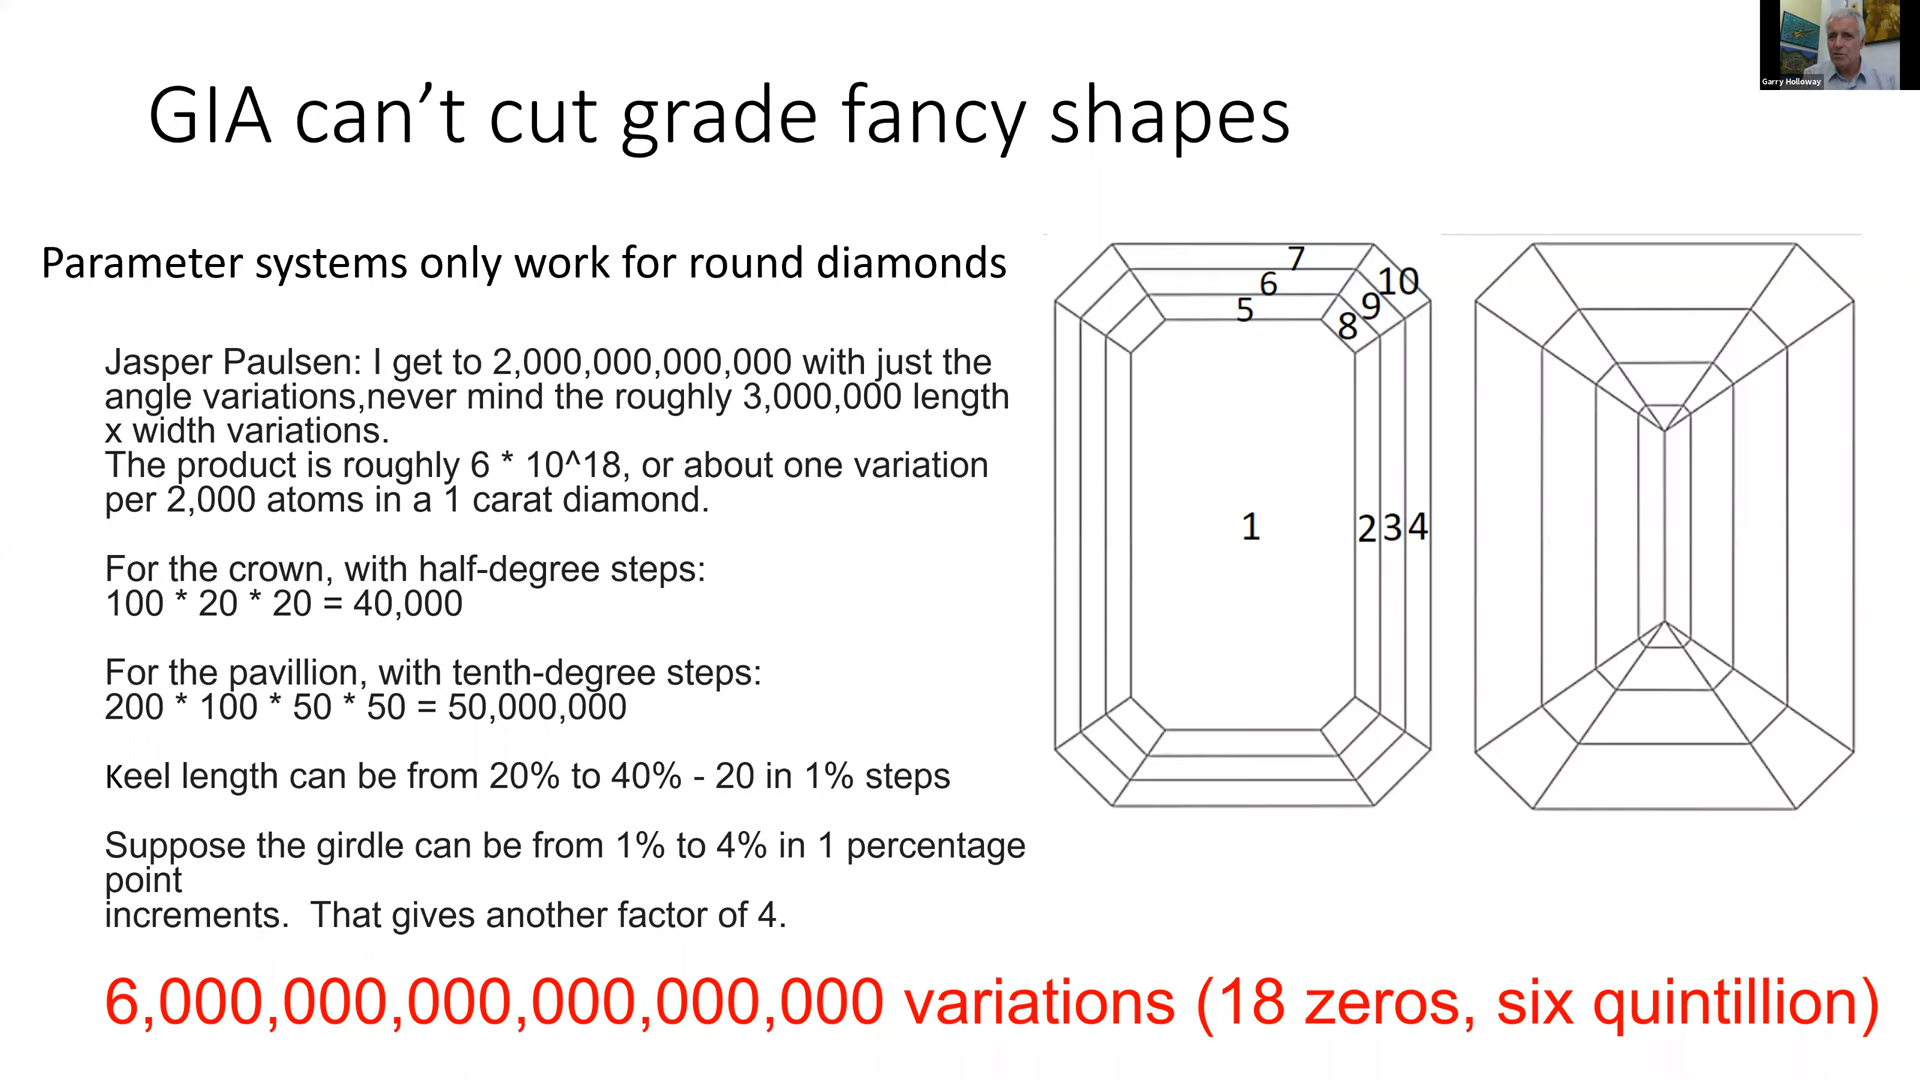 Garry Holloway
GIA can’t cut grade fancy shapes
Parameter systems only work for round diamonds
Jasper Paulsen: I get to 2,000,000,000,000 with just the
angle variations,never mind the roughly 3,000,000 length
x width variations.
The product is roughly 6 * 10^18, or about one variation
per 2,000 atoms in a 1 carat diamond.
For the crown, with half-degree steps:
100 * 20 * 20 = 40,000
For the pavillion, with tenth-degree steps:
200 * 100 * 50 * 50 = 50,000,000
Keel length can be from 20% to 40% - 20 in 1% steps
Suppose the girdle can be from 1% to 4% in 1 percentage
point
increments.  That gives another factor of 4.
7
6
5
10
9
8
1
2 3 4
6,000,000,000,000,000,000 variations (18 zeros, six quintillion)